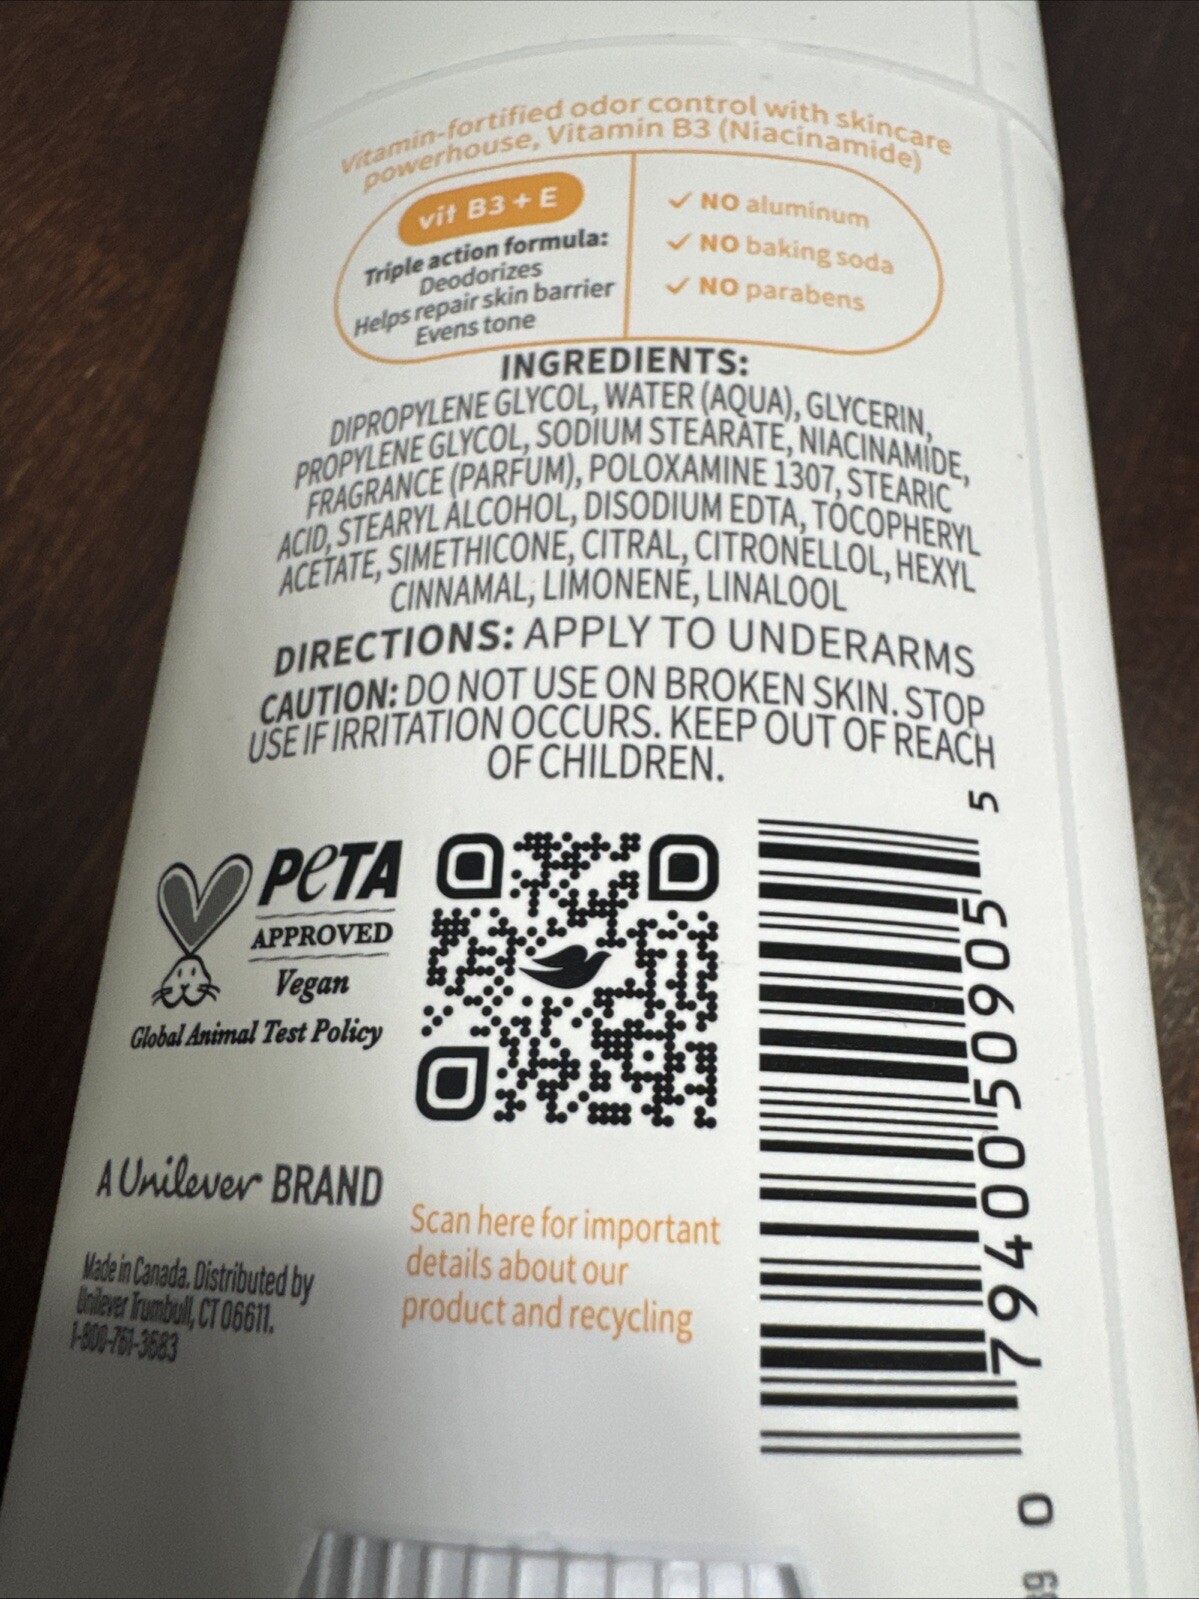 Vitamin-fortified odor control with skincare
powerhouse, Vitamin B3 (Niacinamide)
vit B3 + E
Triple action formula:
Deodorizes
Helps repair skin barrier
Evens tone
✓ NO aluminum
✓ NO baking soda
✓ NO parabens
INGREDIENTS:
DIPROPYLENE GLYCOL, WATER (AQUA), GLYCERIN,
PROPYLENE GLYCOL, SODIUM STEARATE, NIACINAMIDE,
FRAGRANCE (PARFUM), POLOXAMINE 1307, STEARIC
ACID, STEARYL ALCOHOL, DISODIUM EDTA, TOCOPHERYL
ACETATE, SIMETHICONE, CITRAL, CITRONELLOL, HEXYL
CINNAMAL, LIMONENE, LINALOOL
DIRECTIONS: APPLY TO UNDERARMS
CAUTION: DO NOT USE ON BROKEN SKIN. STOP
USE IF IRRITATION OCCURS. KEEP OUT OF REACH
OF CHILDREN.
PeTA
APPROVED
Vegan
Global Animal Test Policy
A Unilever BRAND
Made in Canada. Distributed by
Unilever Trumbull, CT 06611.
1-800-761-3683
Scan here for important
details about our
product and recycling
0 79400 50905 5